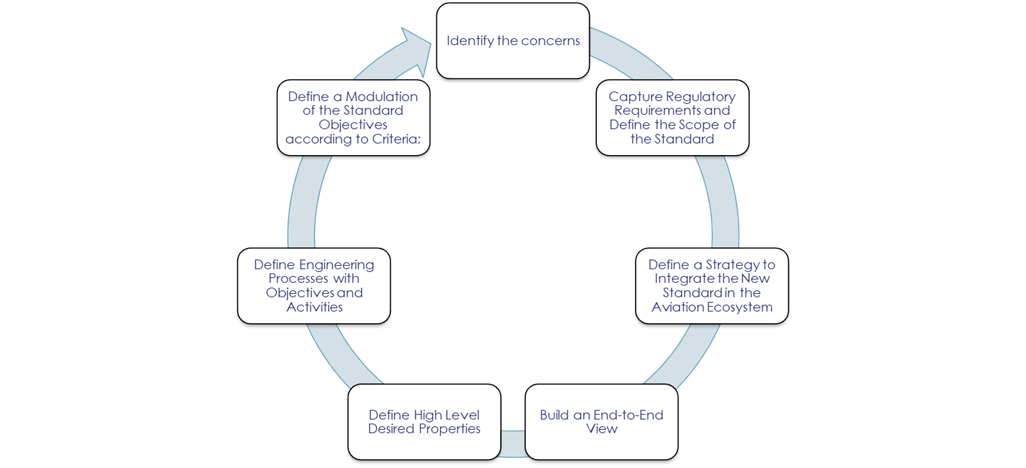 Identify the concerns
Capture Regulatory
Requirements and
Define the Scope of
the Standard
Define a Strategy to
Integrate the New
Standard in the
Aviation Ecosystem
Build an End-to-End
View
Define High Level
Desired Properties
Define Engineering
Processes with
Objectives and
Activities
Define a Modulation
of the Standard
Objectives
according to Criteria;